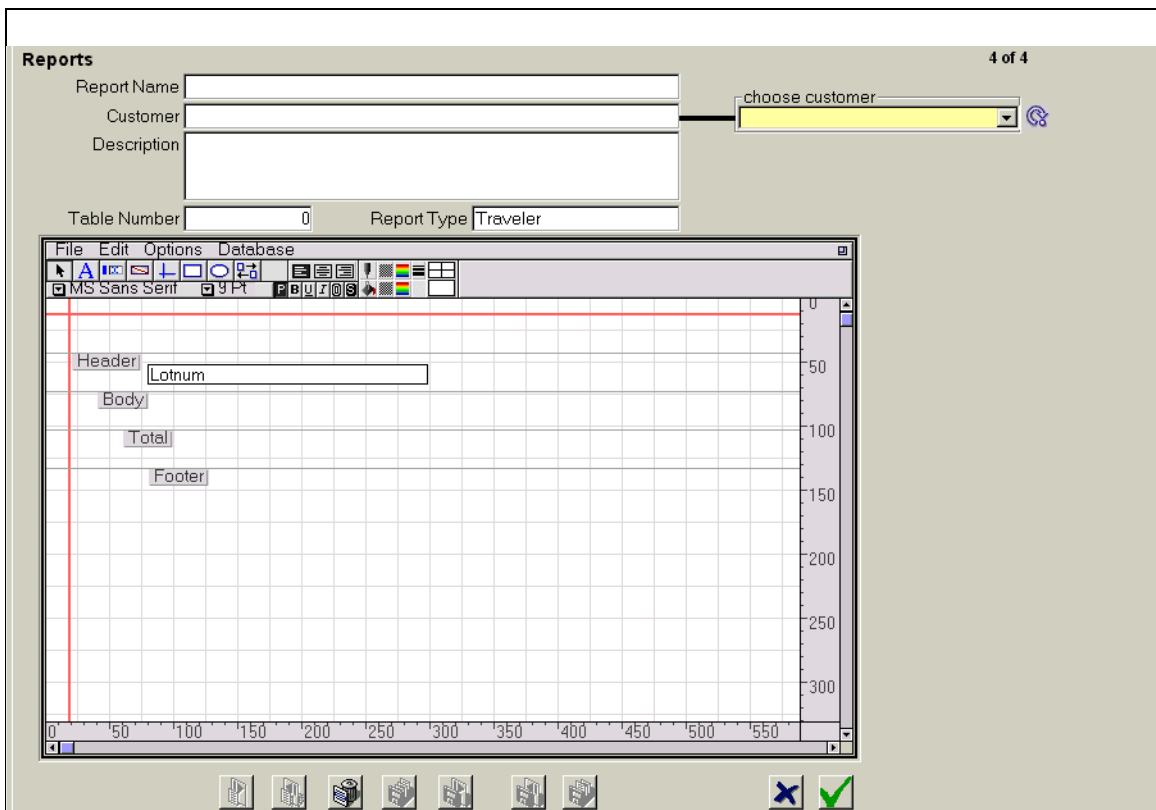 Reports 4 of 4
Report Name
choose customer
Customer
Description
Table Number 0 Report Type Traveler
File Edit Options Database
A
MS Sans Serif 9 Pt P B U I O S
0
Header
50
Lotnum
Body
Total
100
Footer
150
200
250
300
0 50 100 150 200 250 300 350 400 450 500 550